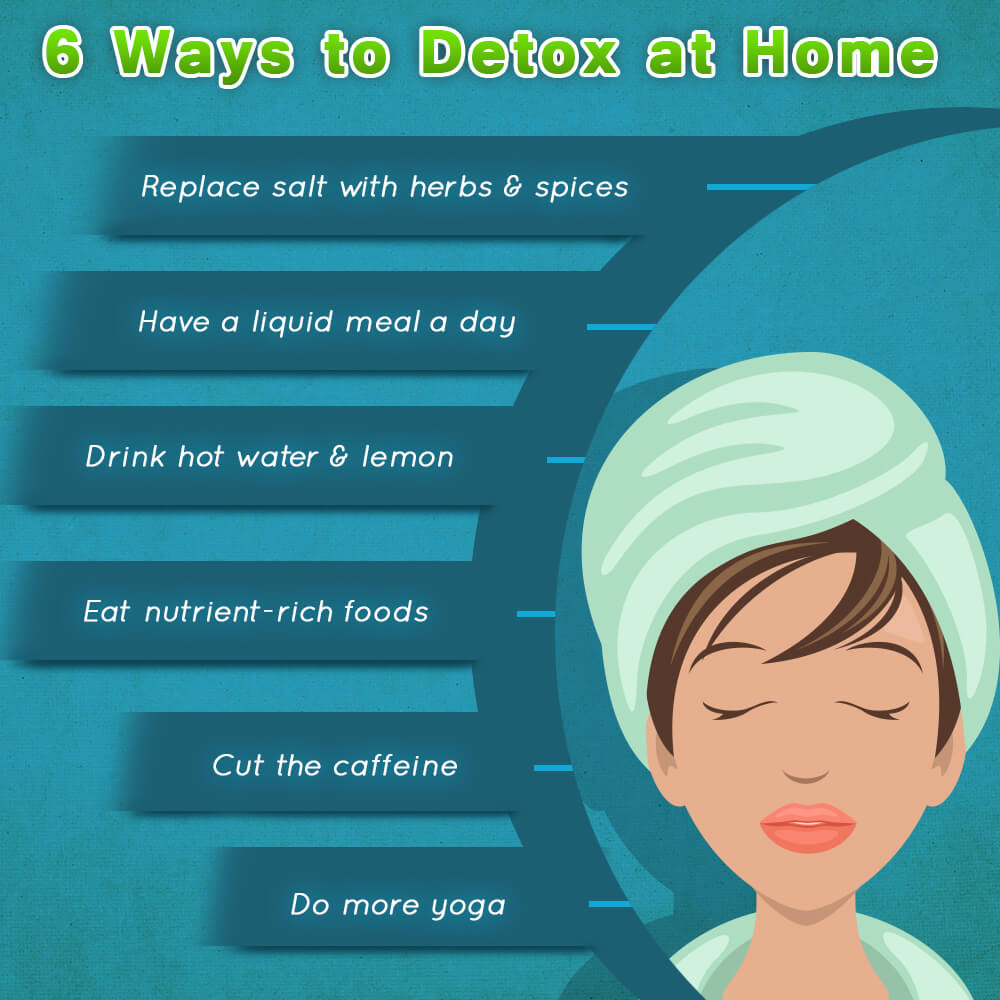 6 Ways to Detox at Home
Replace salt with herbs & spices
Have a liquid meal a day
Drink hot water & lemon
Eat nutrient-rich foods
Cut the caffeine
Do more yoga